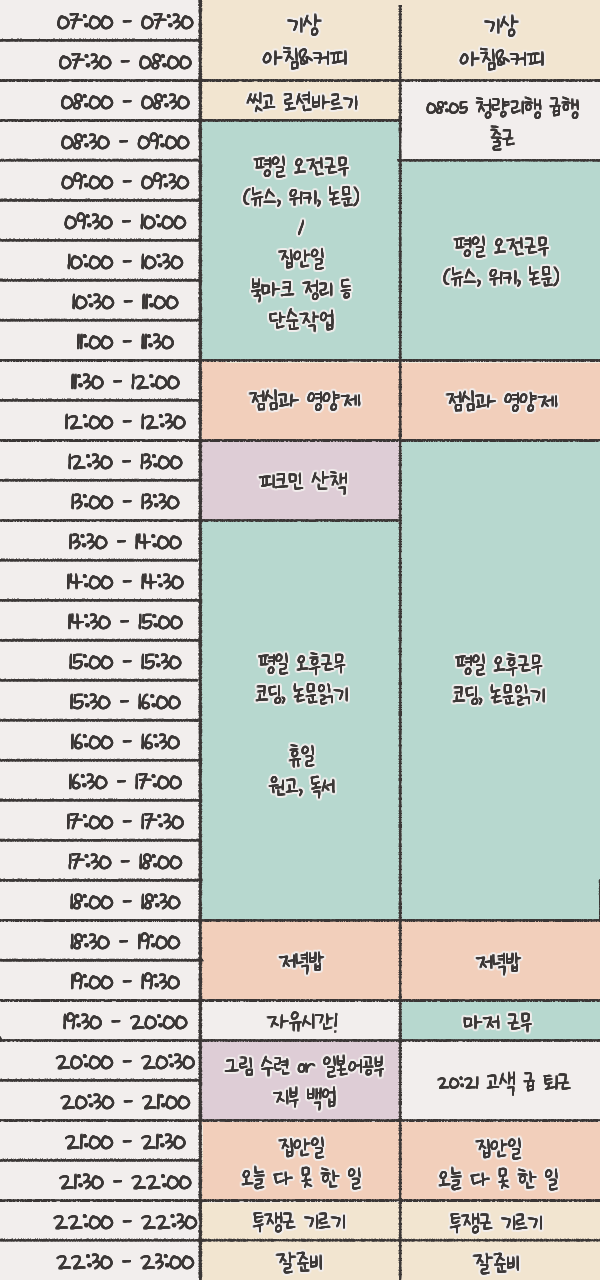 07:00 - 07:30
기상
기상
07:30 - 08:00
아침&커피
아침&커피
08:00 - 08:30
씻고 로션바르기
08:05 청량리행 급행
출근
08:30 - 09:00
평일 오전근무
(뉴스, 위키, 논문)
/
집안일
북마크 정리 등
단순작업
09:00 - 09:30
평일 오전근무
(뉴스, 위키, 논문)
09:30 - 10:00
10:00 - 10:30
10:30 - 11:00
11:00 - 11:30
11:30 - 12:00
점심과 영양제
점심과 영양제
12:00 - 12:30
12:30 - 13:00
피크민 산책
13:00 - 13:30
13:30 - 14:00
14:00 - 14:30
14:30 - 15:00
15:00 - 15:30
평일 오후근무
코딩, 논문읽기
휴일
원고, 독서
평일 오후근무
코딩, 논문읽기
15:30 - 16:00
16:00 - 16:30
16:30 - 17:00
17:00 - 17:30
17:30 - 18:00
18:00 - 18:30
18:30 - 19:00
저녁밥
저녁밥
19:00 - 19:30
19:30 - 20:00
자유시간!
마저 근무
20:00 - 20:30
그림 수련 or 일본어공부
지부 백업
20:21 고색 급 퇴근
20:30 - 21:00
21:00 - 21:30
집안일
오늘 다 못 한 일
집안일
오늘 다 못 한 일
21:30 - 22:00
22:00 - 22:30
투쟁근 기르기
투쟁근 기르기
22:30 - 23:00
잘준비
잘준비